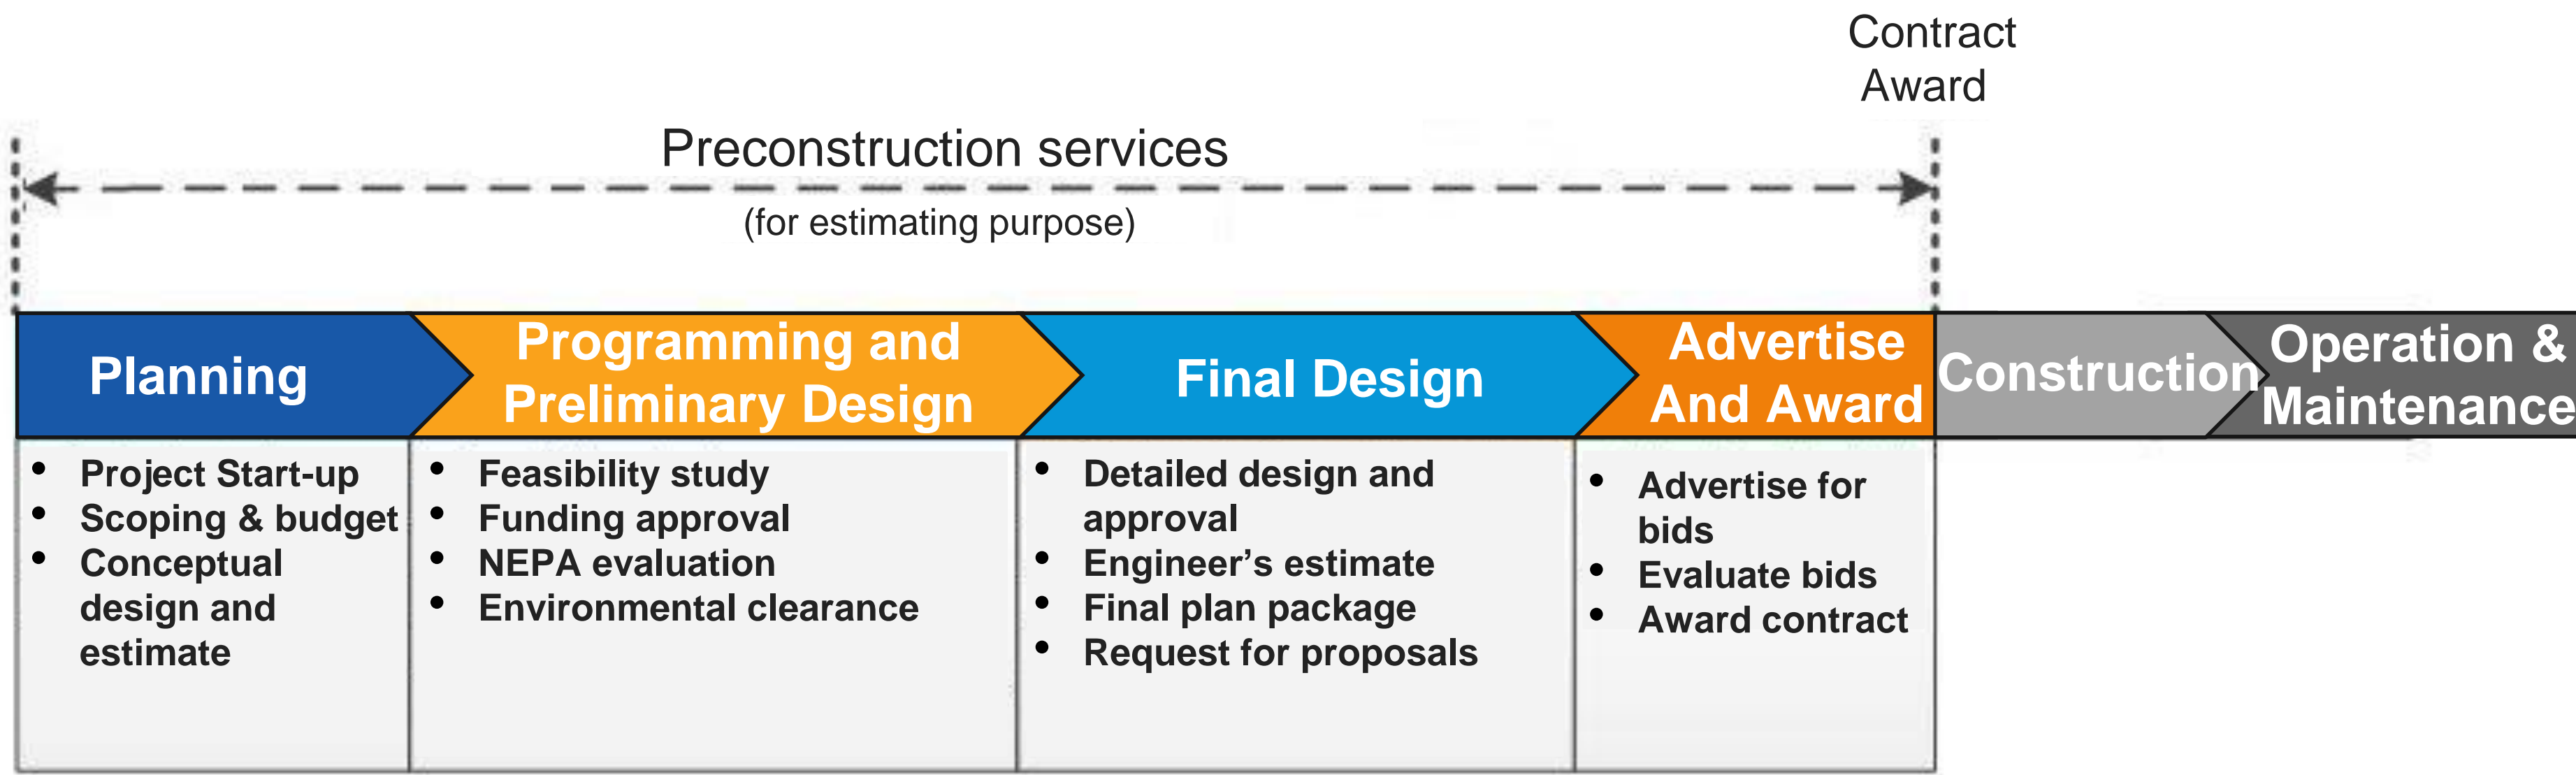 Contract
Award
Preconstruction services
(for estimating purpose)
Planning
Programming and
Preliminary Design
Final Design
Advertise
And Award
Construction
Operation &
Maintenance
• Project Start-up
• Scoping & budget
• Conceptual
design and
estimate
• Feasibility study
• Funding approval
• NEPA evaluation
• Environmental clearance
• Detailed design and
approval
• Engineer’s estimate
• Final plan package
• Request for proposals
• Advertise for
bids
• Evaluate bids
• Award contract